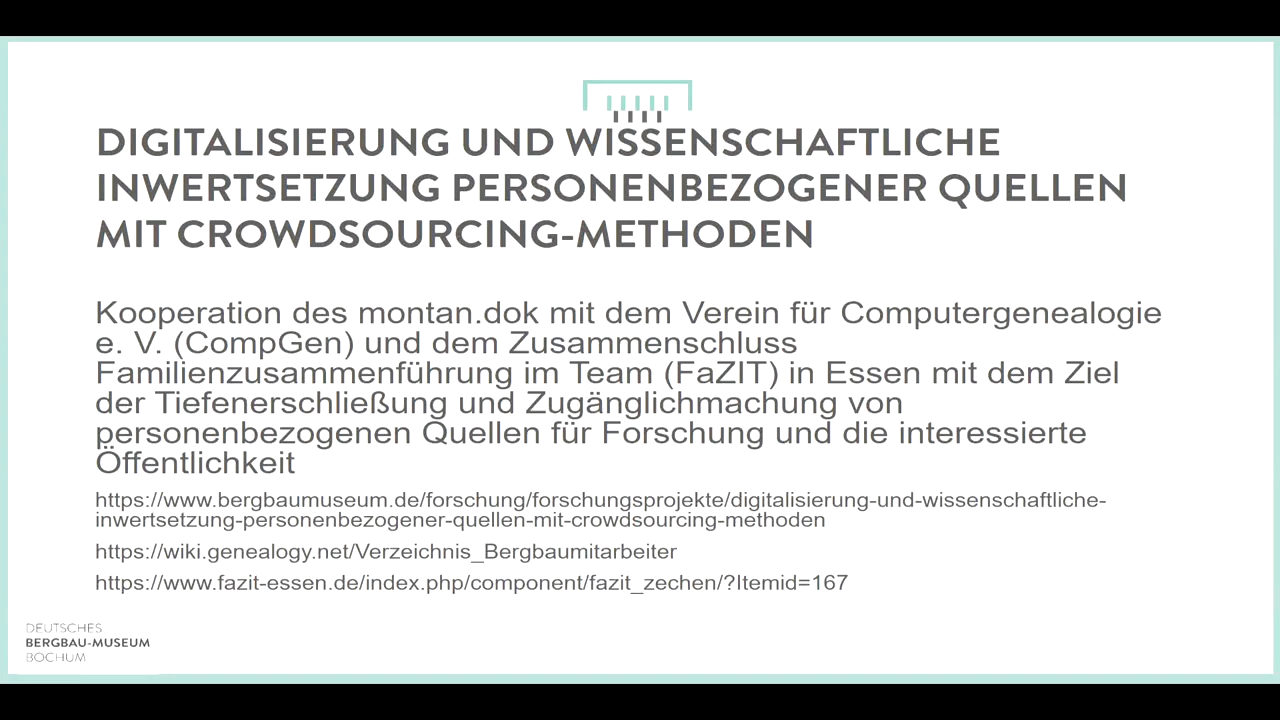 DIGITALISIERUNG UND WISSENSCHAFTLICHE
INWERTSETZUNG PERSONENBEZOGENER QUELLEN
MIT CROWDSOURCING-METHODEN
Kooperation des montan.dok mit dem Verein für Computergenealogie
e. V. (CompGen) und dem Zusammenschluss
Familienzusammenführung im Team (FaZIT) in Essen mit dem Ziel
der Tiefenerschließung und Zugänglichmachung von
personenbezogenen Quellen für Forschung und die interessierte
Öffentlichkeit
https://www.bergbaumuseum.de/forschung/forschungsprojekte/digitalisierung-und-wissenschaftliche-
inwertsetzung-personenbezogener-quellen-mit-crowdsourcing-methoden
https://wiki.genealogy.net/Verzeichnis_Bergbaumitarbeiter
https://www.fazit-essen.de/index.php/component/fazit_zechen/?Itemid=167
DEUTSCHES
BERGBAU-MUSEUM
BOCHUM